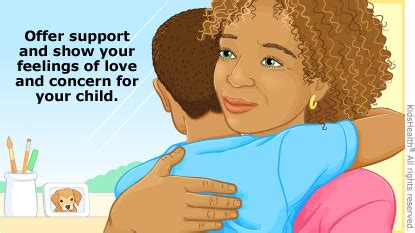 Offer support
and show your
feelings of love
and concern for
your child.
KidsHealth® All rights reserved.